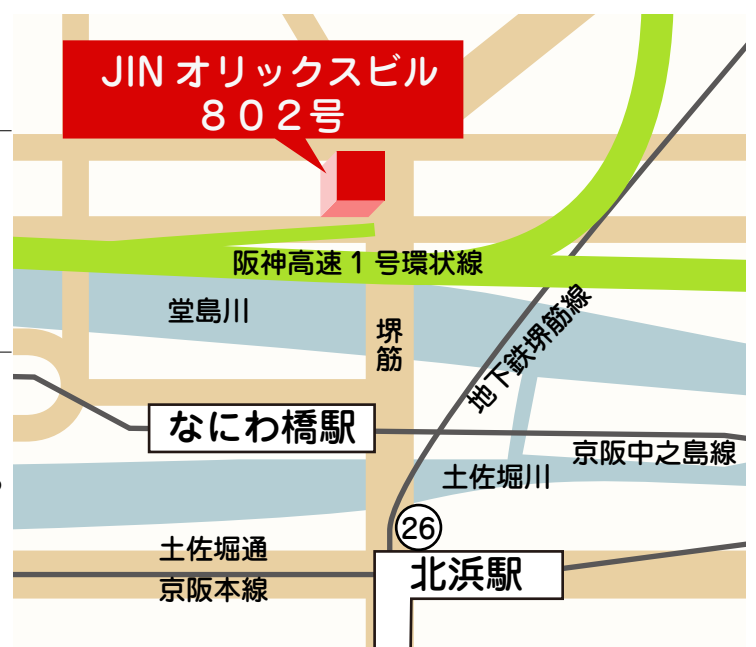 JIN オリックスビル
８０２号
阪神高速１号環状線
堂島川
堺筋
地下鉄堺筋線
なにわ橋駅
京阪中之島線
土佐堀川
26
土佐堀通
北浜駅
京阪本線